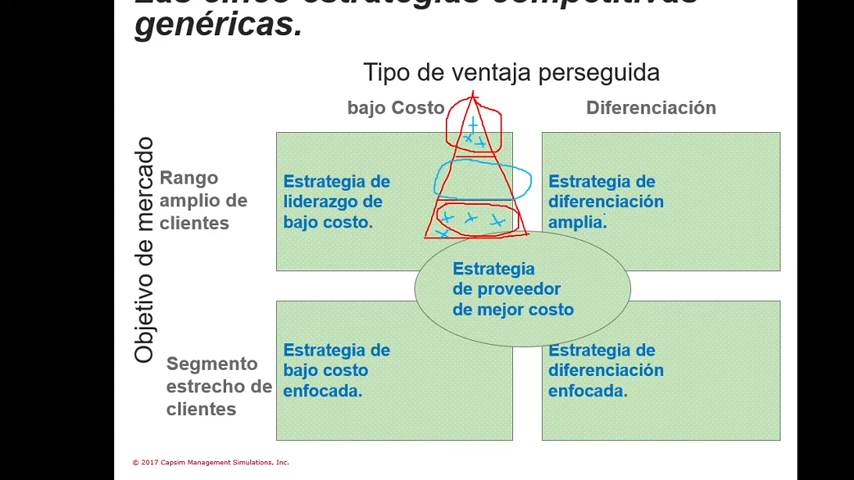 Las cinco estrategias competitivas
genéricas.
Tipo de ventaja perseguida
bajo Costo
Diferenciación
Objetivo de mercado
Rango
amplio de
clientes
Estrategia de
liderazgo de
bajo costo.
Estrategia de
diferenciación
amplia.
Estrategia
de proveedor
de mejor costo
Segmento
estrecho de
clientes
Estrategia de
bajo costo
enfocada.
Estrategia de
diferenciación
enfocada.
© 2017 Capsim Management Simulations, Inc.